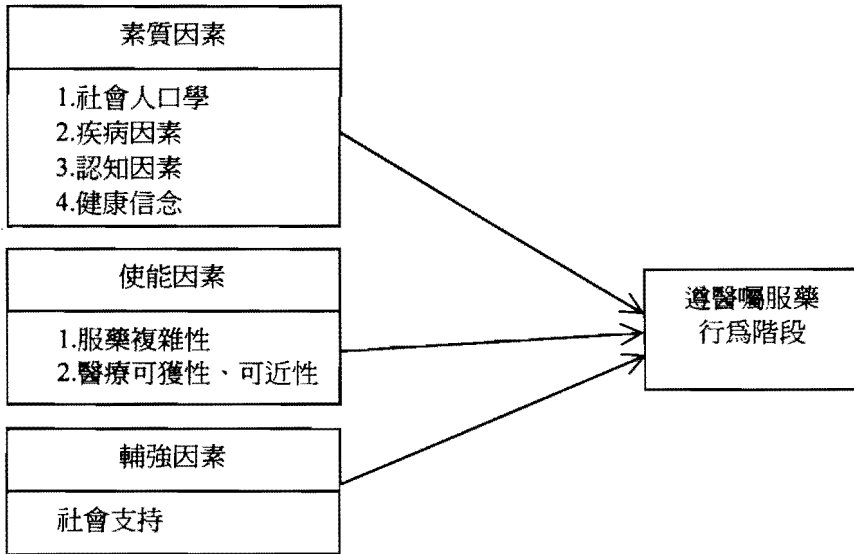 素質因素
1.社會人口學
2.疾病因素
3.認知因素
4.健康信念
使能因素
1.服藥複雜性
2.醫療可獲性、可近性
輔強因素
社會支持
遵醫囑服藥
行爲階段